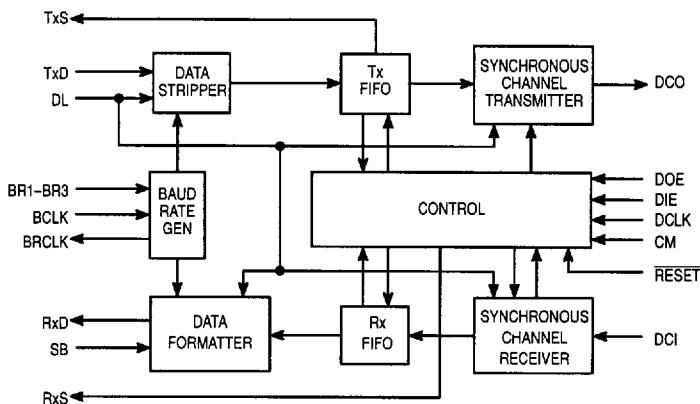 TxS
TxD
DL
DATA
STRIPPER
Tx
FIFO
SYNCHRONOUS
CHANNEL
TRANSMITTER
DCO
BR1–BR3
BCLK
BRCLK
BAUD
RATE
GEN
CONTROL
DOE
DIE
DCLK
CM
RESET
RxD
SB
DATA
FORMATTER
Rx
FIFO
SYNCHRONOUS
CHANNEL
RECEIVER
DCI
RxS